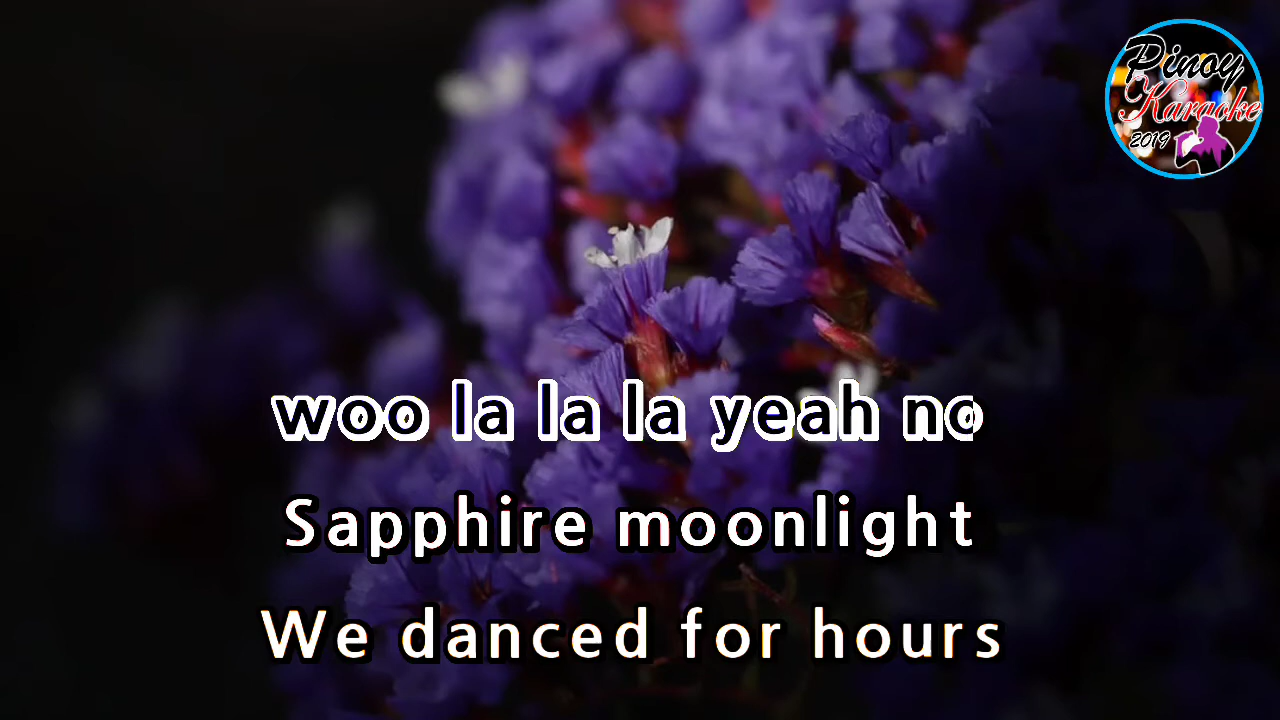 Pinoy
Karaoke
2019
woo la la la yeah no
Sapphire moonlight
We danced for hours